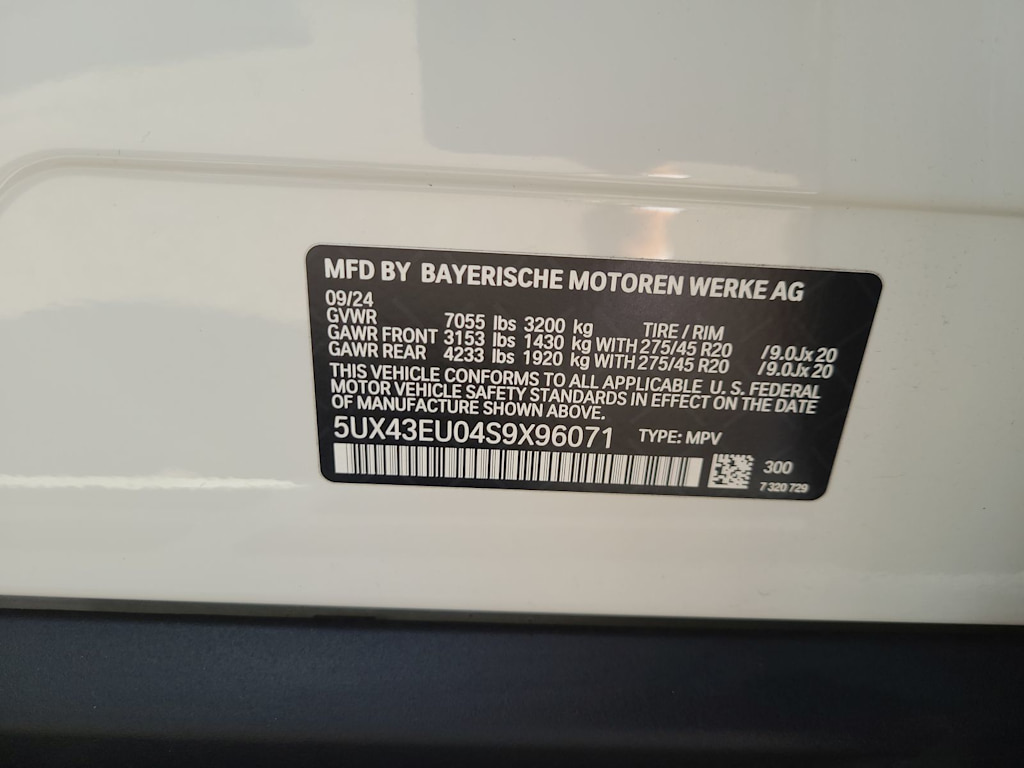 MFD BY BAYERISCHE MOTOREN WERKE AG
09/24
GVWR 7055 lbs 3200 kg TIRE / RIM
GAWR FRONT 3153 lbs 1430 kg WITH 275/45 R20 /9.0Jx20
GAWR REAR 4233 lbs 1920 kg WITH 275/45 R20 /9.0Jx20
THIS VEHICLE CONFORMS TO ALL APPLICABLE U.S. FEDERAL
MOTOR VEHICLE SAFETY STANDARDS IN EFFECT ON THE DATE
OF MANUFACTURE SHOWN ABOVE.
5UX43EU04S9X96071 TYPE: MPV
300
7 320 729